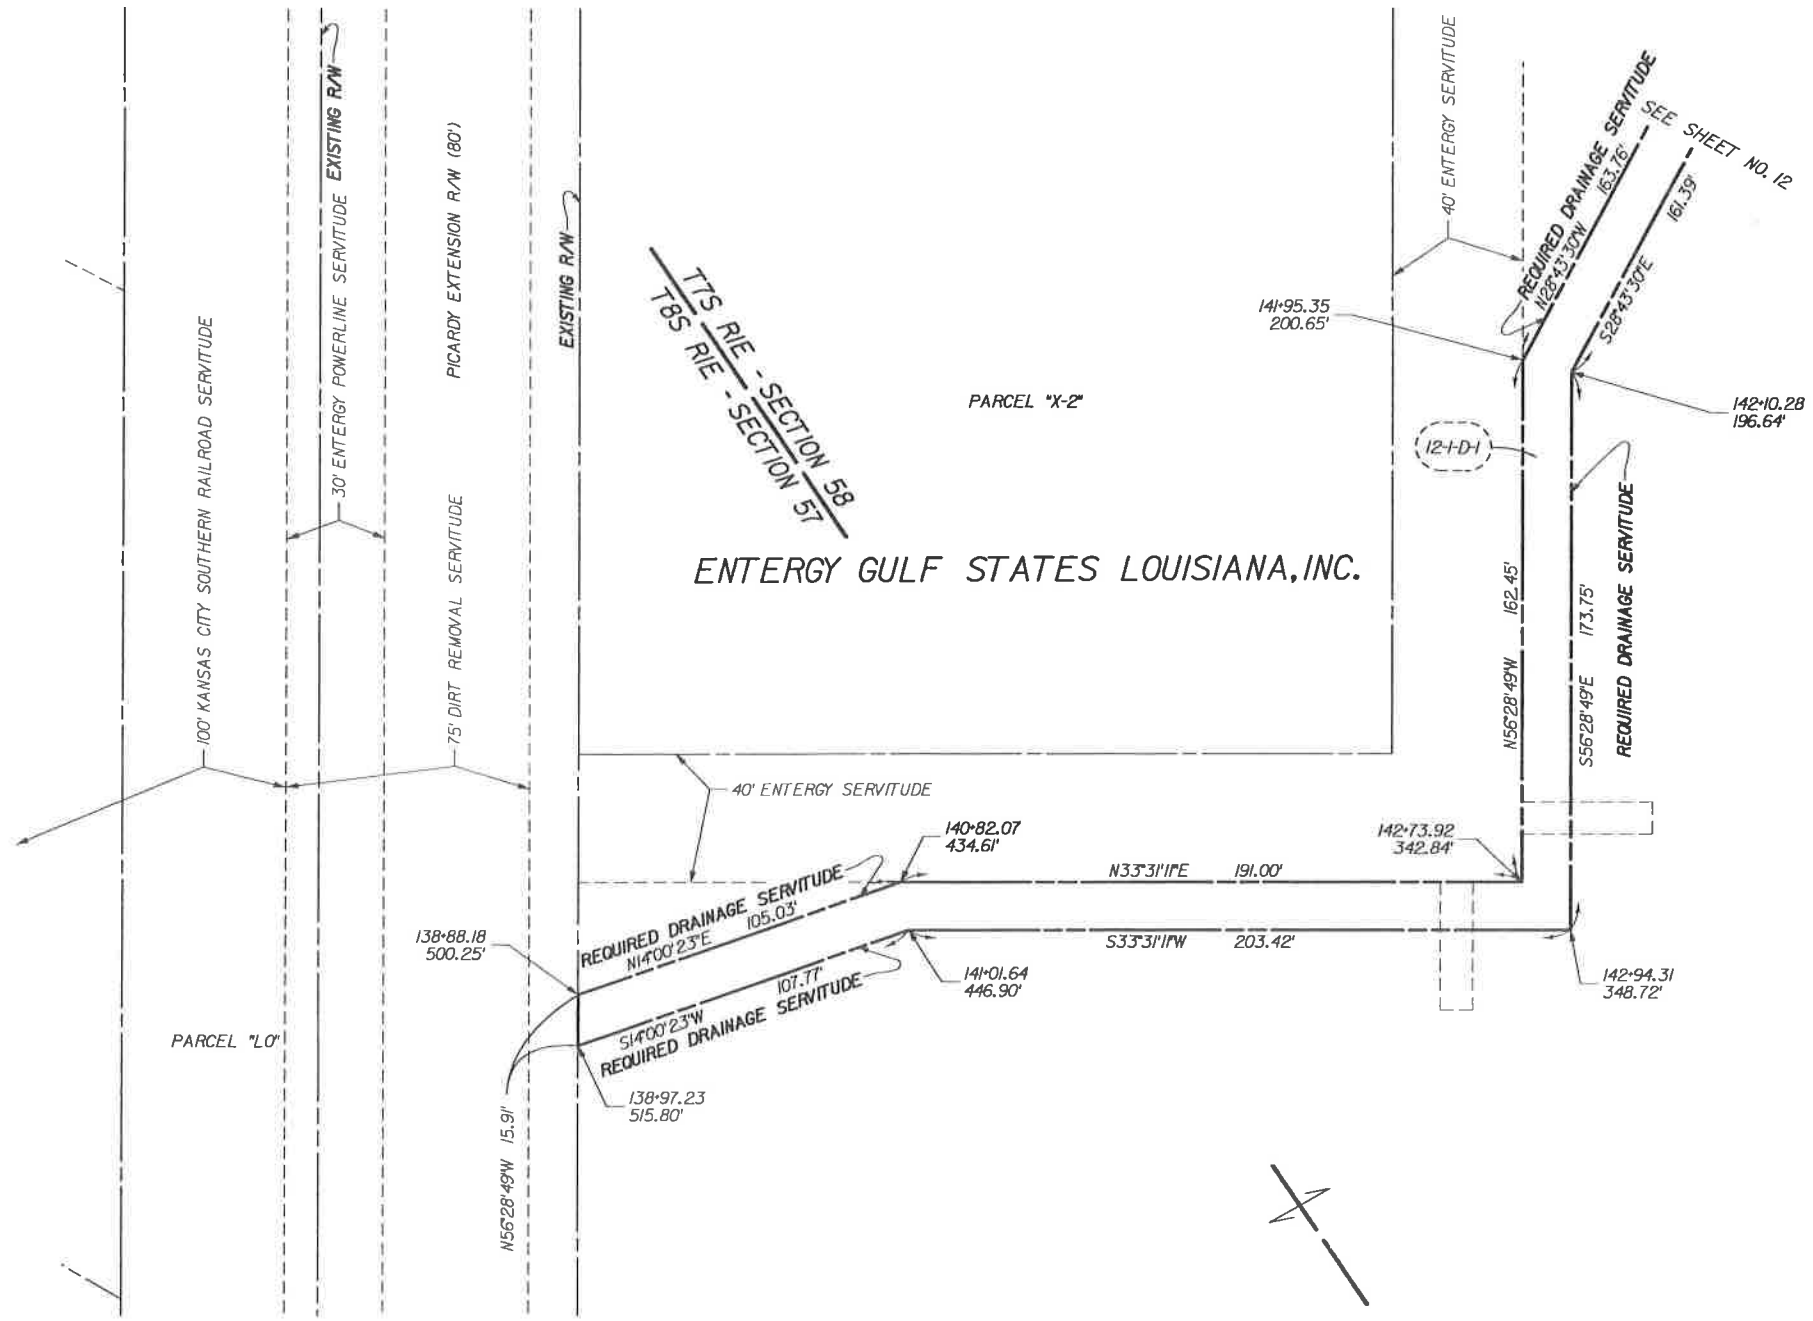 40' ENTERGY SERVITUDE
REQUIRED DRAINAGE SERVITUDE
N28°43'30"W
163.76'
SEE SHEET NO. 12
161.39'
S28°43'30"E
EXISTING R/W
30' ENTERGY POWERLINE SERVITUDE
PICARDY EXTENSION R/W (80')
EXISTING R/W
100' KANSAS CITY SOUTHERN RAILROAD SERVITUDE
75' DIRT REMOVAL SERVITUDE
T7S R1E - SECTION 58
T8S R1E - SECTION 57
141+95.35
200.65'
PARCEL "X-2"
142+10.28
196.64'
12-1-D-1
ENTERGY GULF STATES LOUISIANA, INC.
N56°28'49"W 162.45'
S56°28'49"E 173.75'
REQUIRED DRAINAGE SERVITUDE
40' ENTERGY SERVITUDE
140+82.07
434.61'
142+73.92
342.84'
N33°31'11"E 191.00'
REQUIRED DRAINAGE SERVITUDE
N14°00'23"E 105.03'
138+88.18
500.25'
S33°31'11"W 203.42'
141+01.64
446.90'
142+94.31
348.72'
S14°00'23"W 107.77'
REQUIRED DRAINAGE SERVITUDE
PARCEL "LO"
138+97.23
515.80'
N56°28'49"W 15.91'